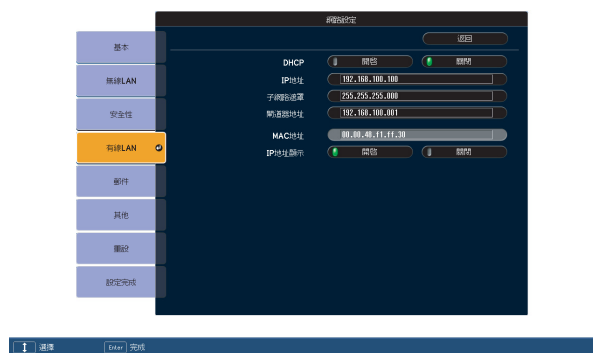 網路設定
返回
基本
無線LAN
安全性
有線LAN
郵件
其他
重設
設定完成
DHCP 開啓 關閉
IP地址 192.168.100.100
子網路遮罩 255.255.255.000
閘道器地址 192.168.100.001
MAC地址 00.00.48.f1.ff.30
IP地址顯示 開啓 關閉
選擇 Enter 完成